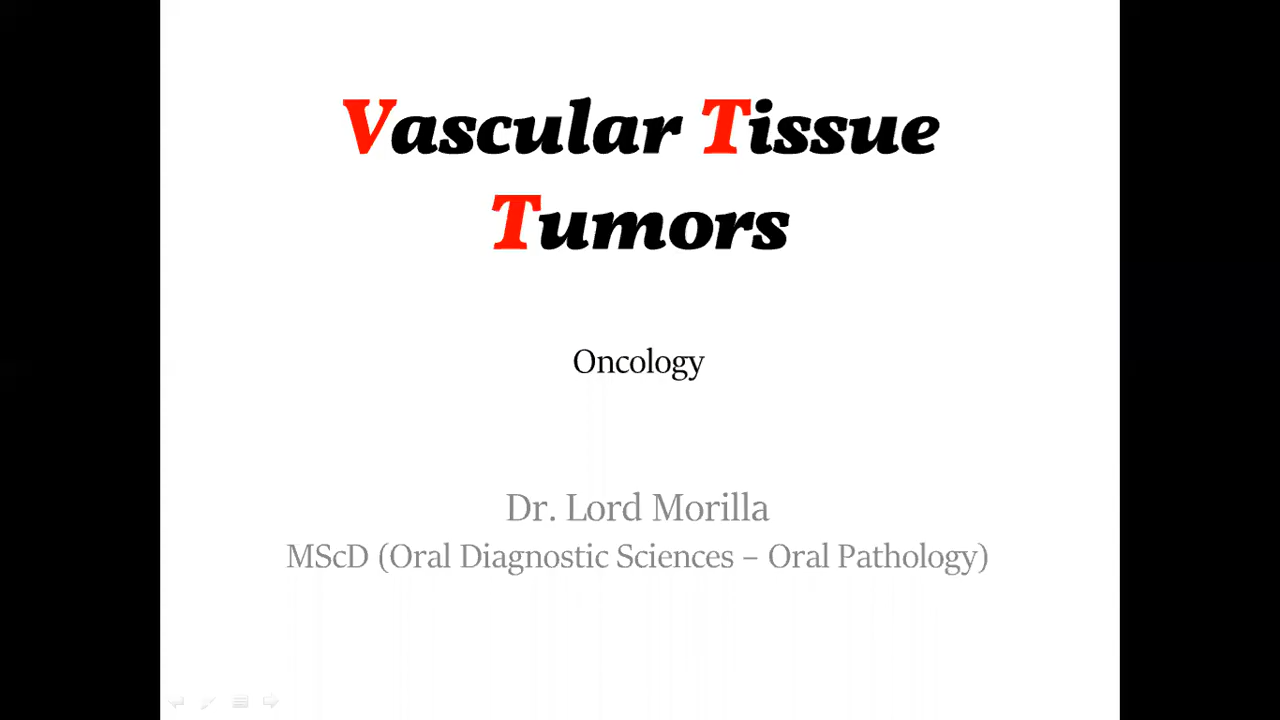 Vascular Tissue
Tumors
Oncology
Dr. Lord Morilla
MScD (Oral Diagnostic Sciences – Oral Pathology)